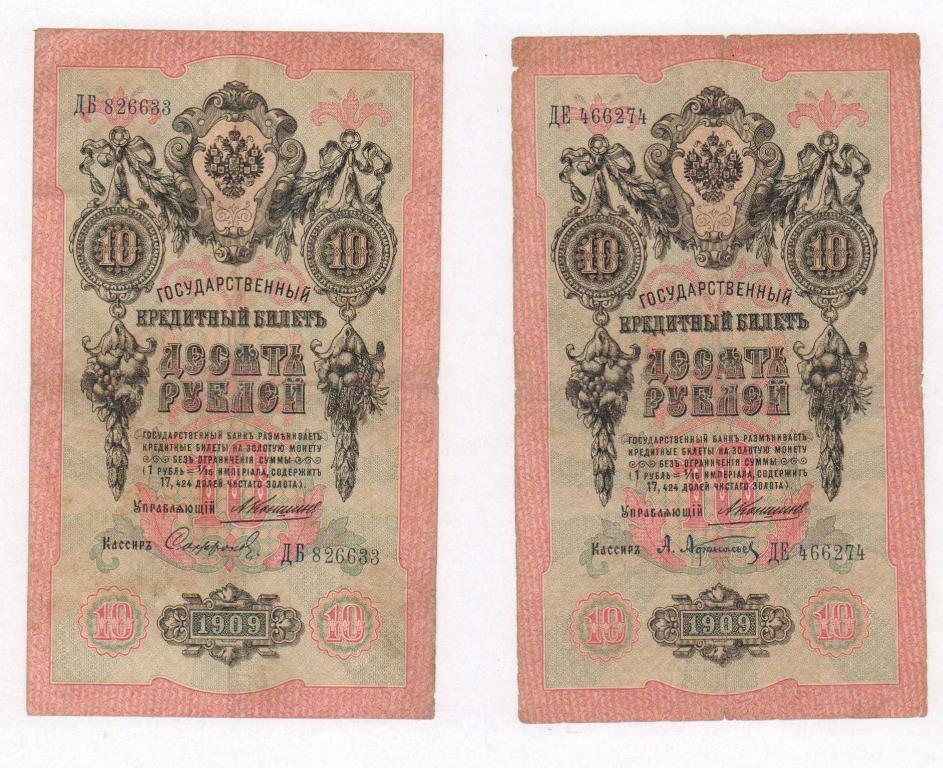 ДБ 826633
10 10
ГОСУДАРСТВЕННЫЙ
КРЕДИТНЫЙ БИЛЕТЪ
ДЕСЯТЬ
РУБЛЕЙ
ГОСУДАРСТВЕННЫЙ БАНКЪ РАЗМѢНИВАЕТЪ
КРЕДИТНЫЕ БИЛЕТЫ НА ЗОЛОТУЮ МОНЕТУ
БЕЗЪ ОГРАНИЧЕНІЯ СУММЫ
(1 РУБЛЬ = 1/15 ИМПЕРІАЛА, СОДЕРЖИТЪ
17,424 ДОЛЕЙ ЧИСТАГО ЗОЛОТА).
УПРАВЛЯЮЩІЙ А Коншинъ
КАССИРЪ Софроновъ
ДБ 826633
10 1909 10
ДЕ 466274
10 10
ГОСУДАРСТВЕННЫЙ
КРЕДИТНЫЙ БИЛЕТЪ
ДЕСЯТЬ
РУБЛЕЙ
ГОСУДАРСТВЕННЫЙ БАНКЪ РАЗМѢНИВАЕТЪ
КРЕДИТНЫЕ БИЛЕТЫ НА ЗОЛОТУЮ МОНЕТУ
БЕЗЪ ОГРАНИЧЕНІЯ СУММЫ
(1 РУБЛЬ = 1/15 ИМПЕРІАЛА, СОДЕРЖИТЪ
17,424 ДОЛЕЙ ЧИСТАГО ЗОЛОТА).
УПРАВЛЯЮЩІЙ А Коншинъ
КАССИРЪ А. Афанасьевъ
ДЕ 466274
10 1909 10